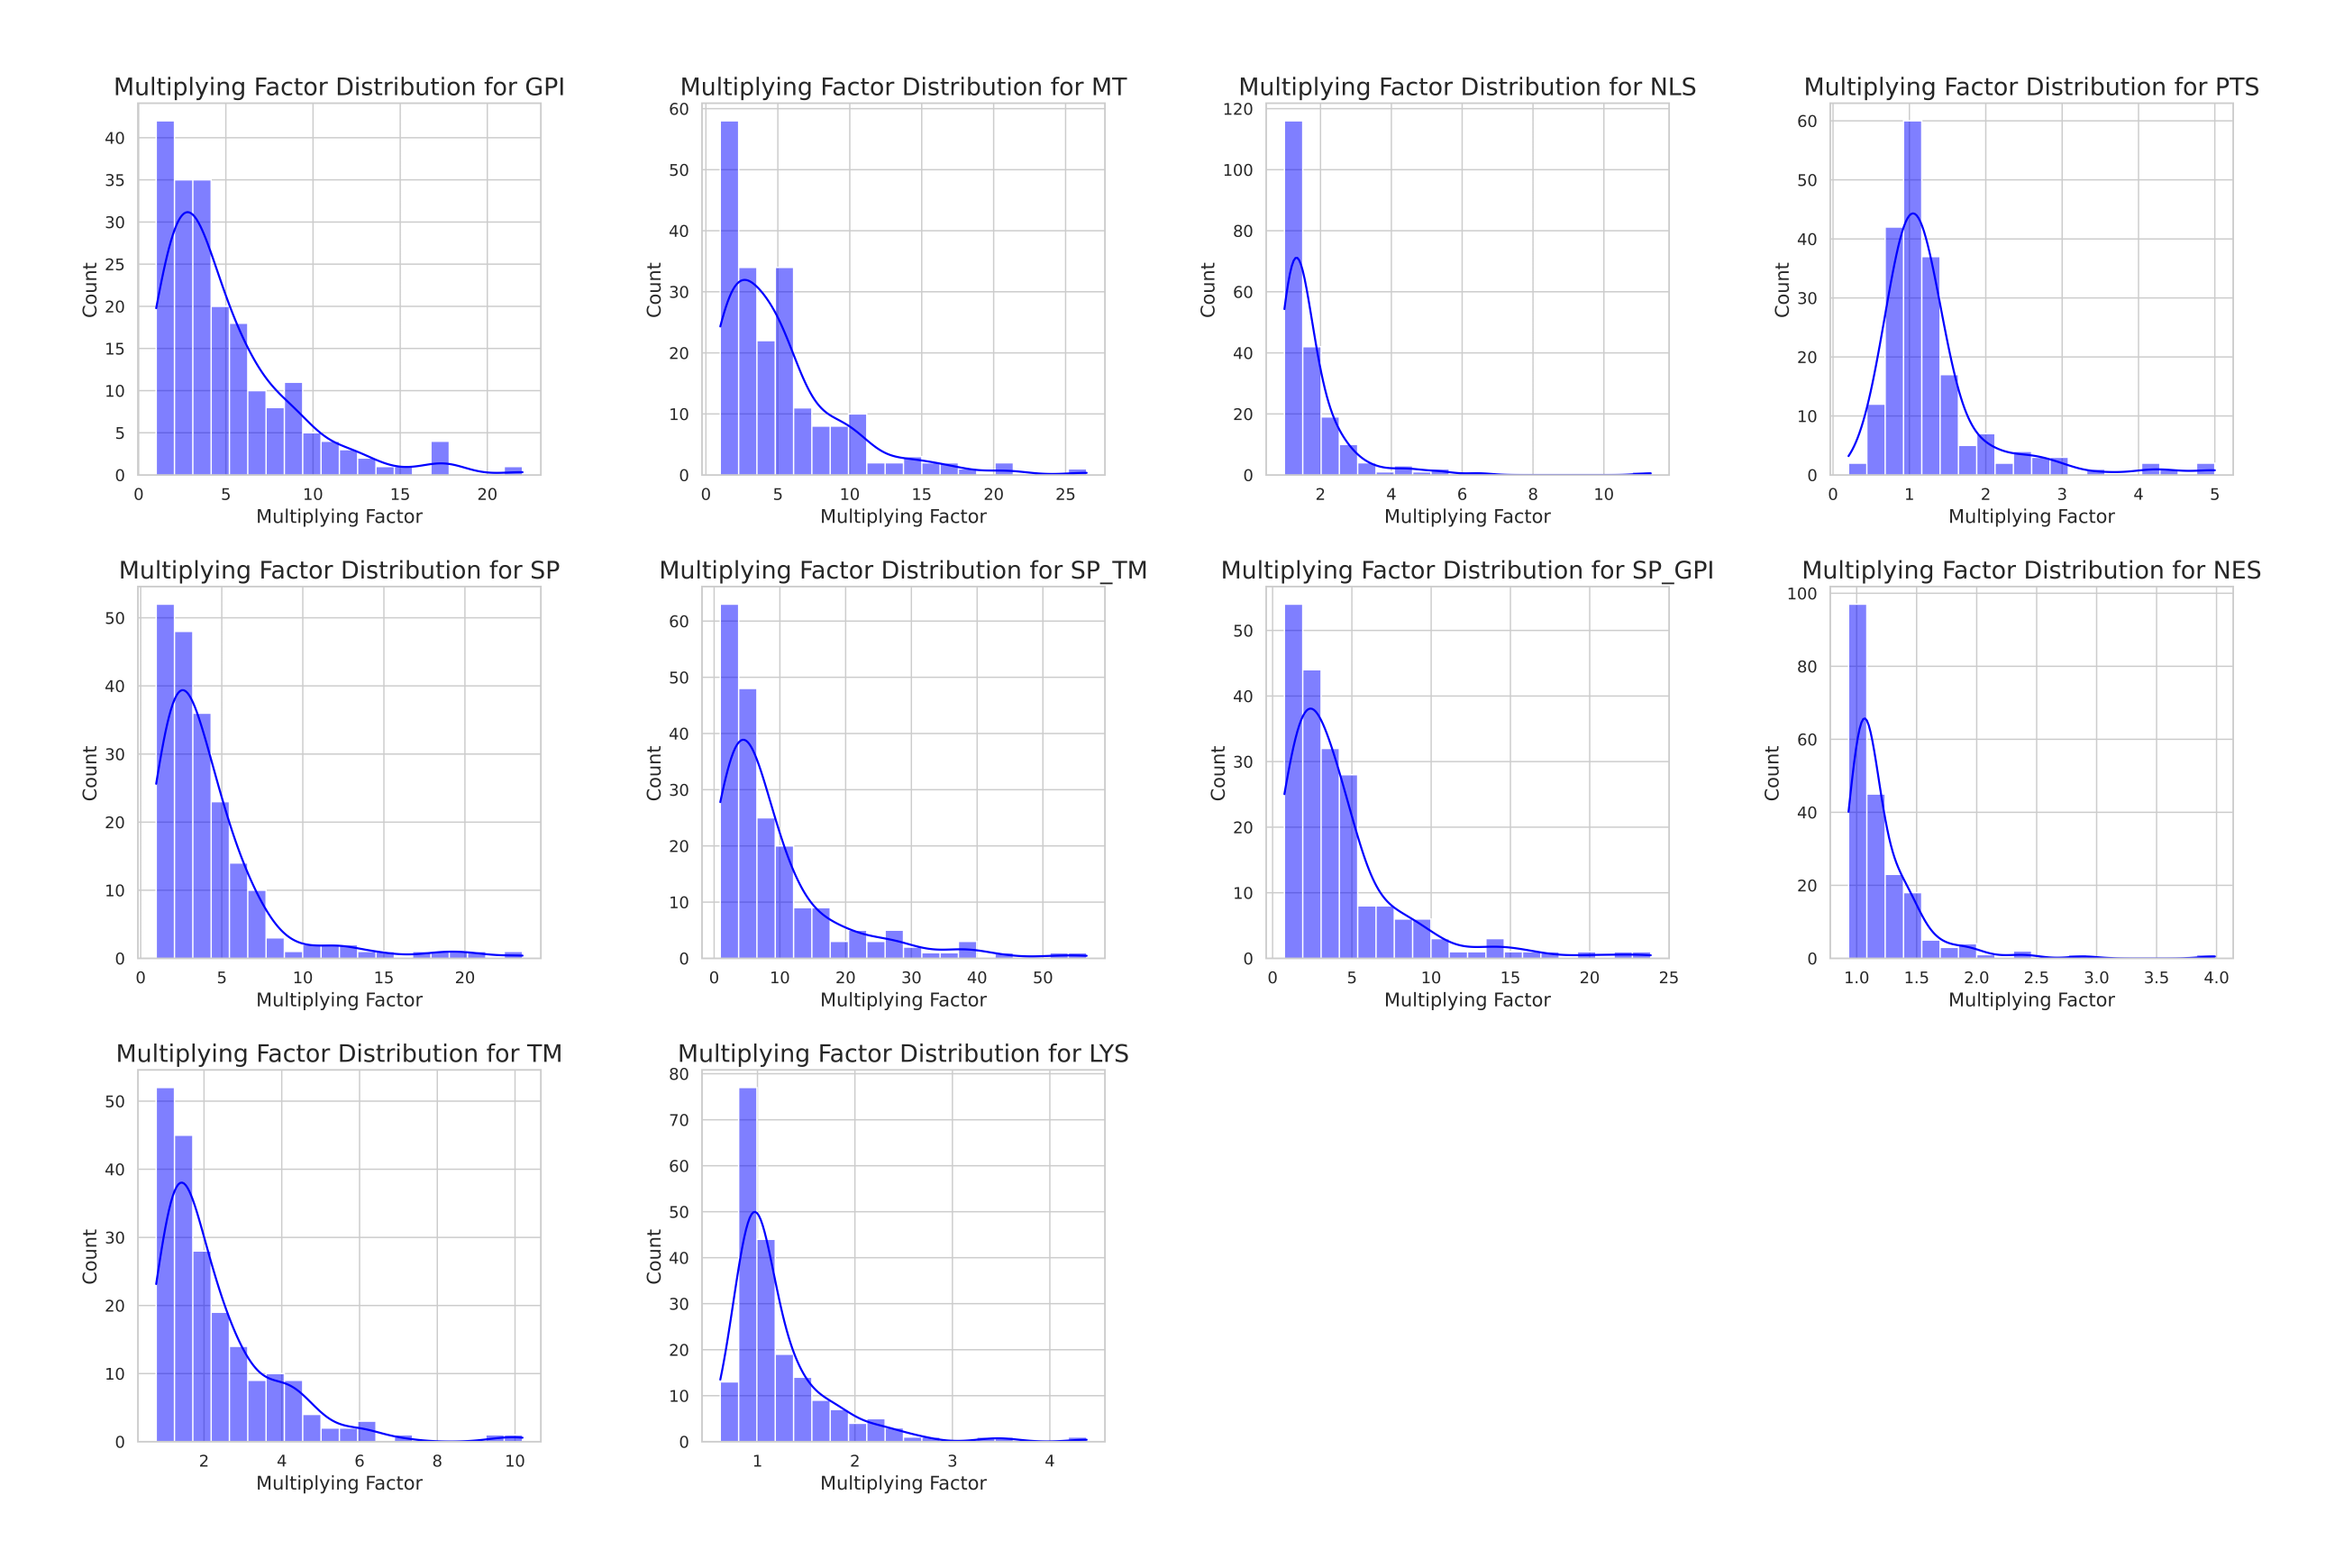 Multiplying Factor Distribution for GPI
40
35
30
25
20
15
10
5
0
Count
0 5 10 15 20
Multiplying Factor
Multiplying Factor Distribution for MT
60
50
40
30
20
10
0
Count
0 5 10 15 20 25
Multiplying Factor
Multiplying Factor Distribution for NLS
120
100
80
60
40
20
0
Count
2 4 6 8 10
Multiplying Factor
Multiplying Factor Distribution for PTS
60
50
40
30
20
10
0
Count
0 1 2 3 4 5
Multiplying Factor
Multiplying Factor Distribution for SP
50
40
30
20
10
0
Count
0 5 10 15 20
Multiplying Factor
Multiplying Factor Distribution for SP_TM
60
50
40
30
20
10
0
Count
0 10 20 30 40 50
Multiplying Factor
Multiplying Factor Distribution for SP_GPI
50
40
30
20
10
0
Count
0 5 10 15 20 25
Multiplying Factor
Multiplying Factor Distribution for NES
100
80
60
40
20
0
Count
1.0 1.5 2.0 2.5 3.0 3.5 4.0
Multiplying Factor
Multiplying Factor Distribution for TM
50
40
30
20
10
0
Count
2 4 6 8 10
Multiplying Factor
Multiplying Factor Distribution for LYS
80
70
60
50
40
30
20
10
0
Count
1 2 3 4
Multiplying Factor